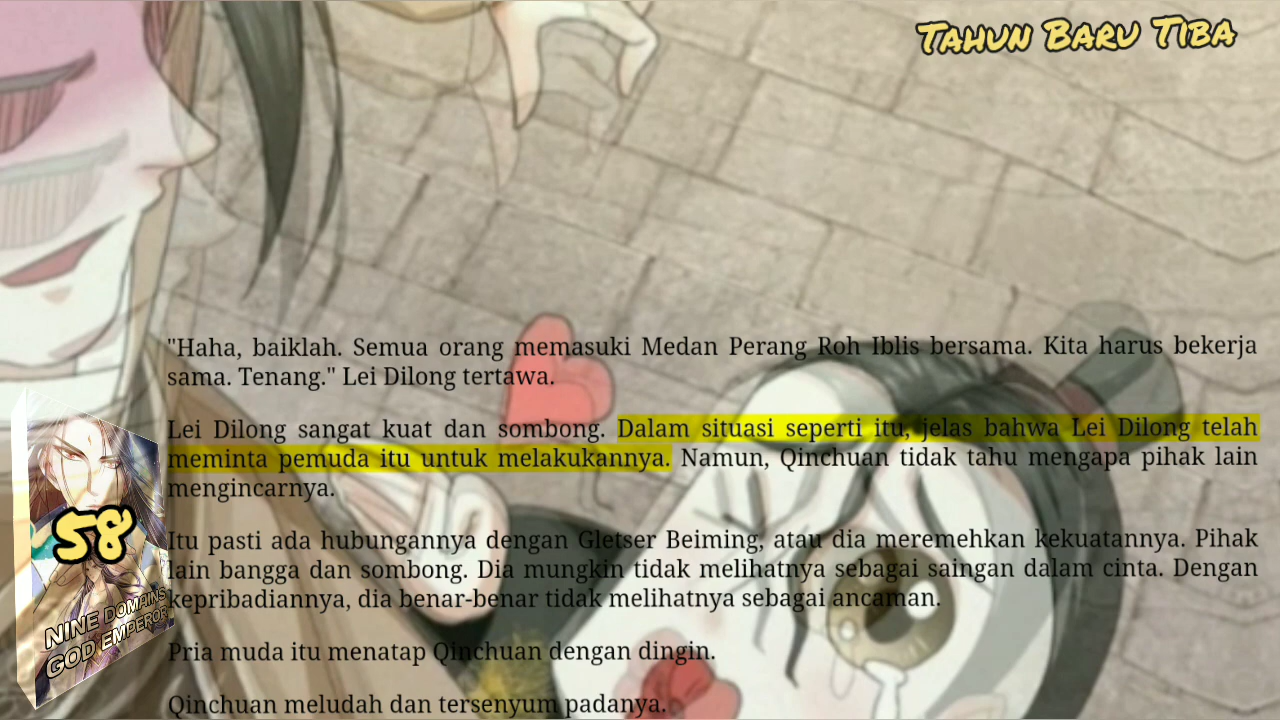 Tahun Baru Tiba
"Haha, baiklah. Semua orang memasuki Medan Perang Roh Iblis bersama. Kita harus bekerja
sama. Tenang." Lei Dilong tertawa.
Lei Dilong sangat kuat dan sombong. Dalam situasi seperti itu, jelas bahwa Lei Dilong telah
meminta pemuda itu untuk melakukannya. Namun, Qinchuan tidak tahu mengapa pihak lain
mengincarnya.
Itu pasti ada hubungannya dengan Gletser Beiming, atau dia meremehkan kekuatannya. Pihak
lain bangga dan sombong. Dia mungkin tidak melihatnya sebagai saingan dalam cinta. Dengan
kepribadiannya, dia benar-benar tidak melihatnya sebagai ancaman.
Pria muda itu menatap Qinchuan dengan dingin.
Qinchuan meludah dan tersenyum padanya.
58
NINE DOMAINS
GOD EMPEROR